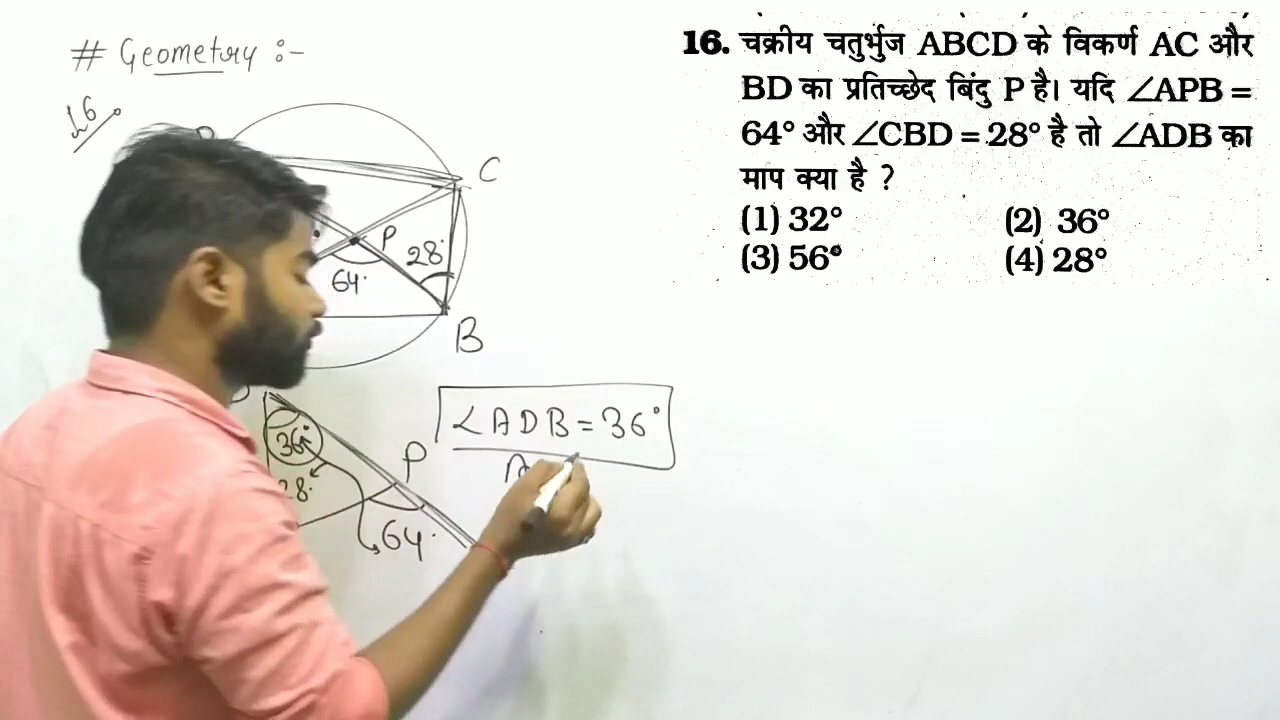 # Geometry :-
16.
C
P
28°
64°
B
∠ADB = 36°
36°
P
28°
64°
16. चक्रीय चतुर्भुज ABCD के विकर्ण AC और
BD का प्रतिच्छेद बिंदु P है। यदि ∠APB =
64° और ∠CBD = 28° है तो ∠ADB का
माप क्या है ?
(1) 32° (2) 36°
(3) 56° (4) 28°